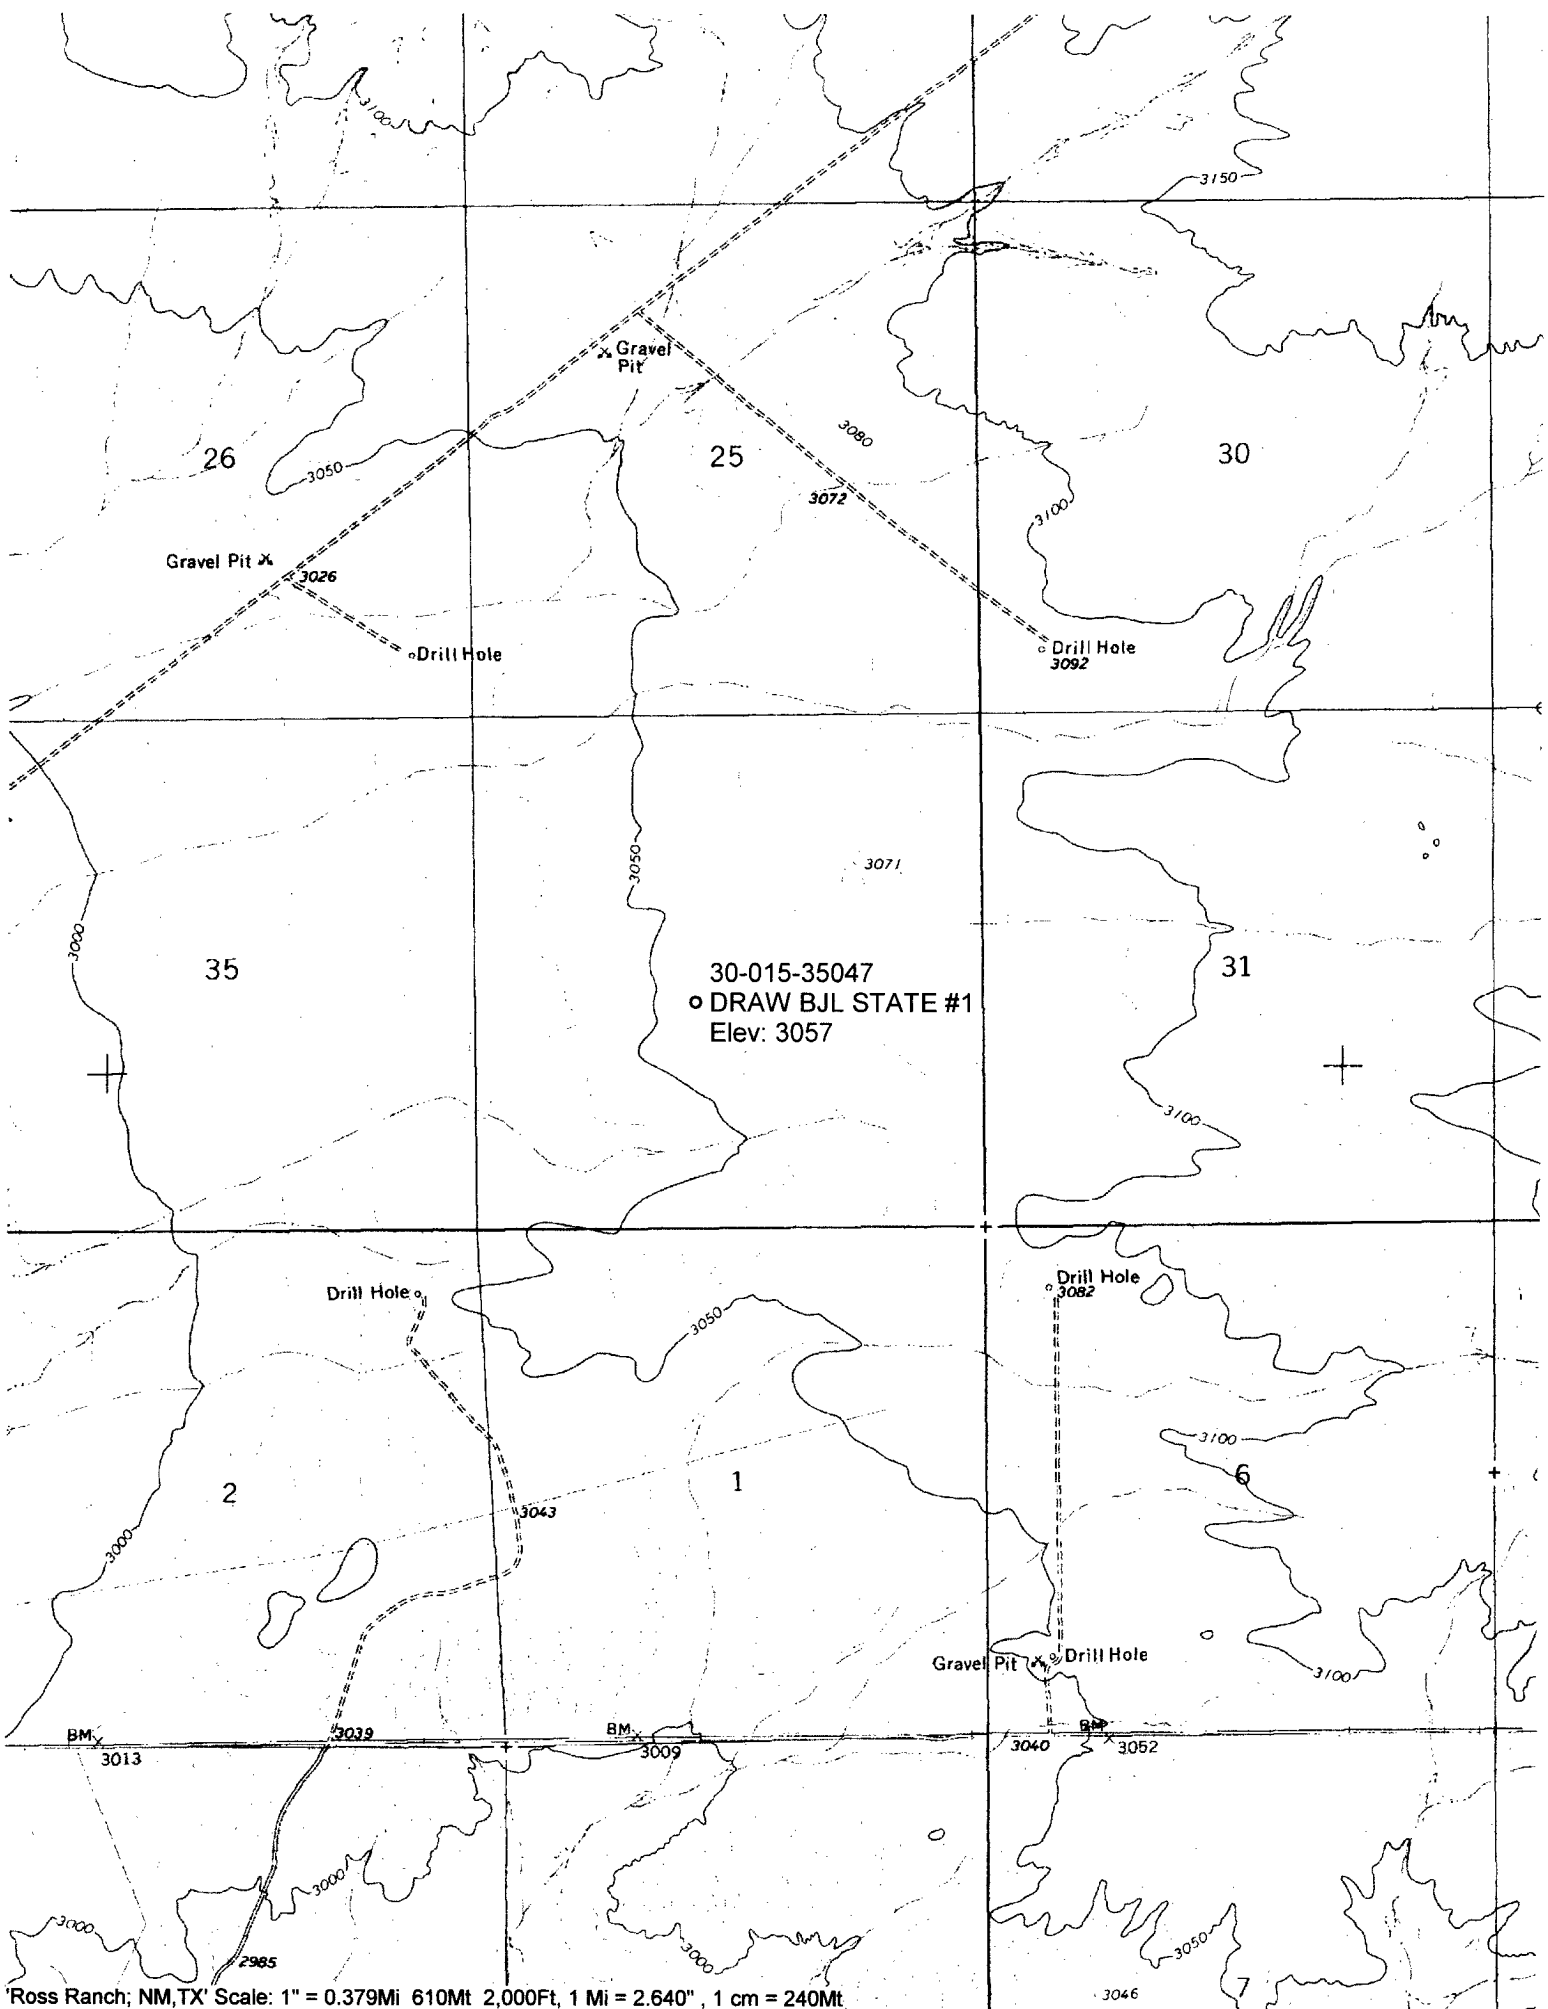 3100
3150
Gravel
Pit
3080
26
25
30
3050
3072
3100
Gravel Pit
3026
Drill Hole
Drill Hole
3092
3050
3071
3000
35
31
30-015-35047
DRAW BJL STATE #1
Elev: 3057
3100
Drill Hole
Drill Hole
3082
3050
3100
2
1
6
3043
3000
Gravel Pit
Drill Hole
3100
BM
3039
BM
BM
3013
3009
3040
3052
3000
3000
3000
3050
2985
7
3046
'Ross Ranch; NM,TX' Scale: 1" = 0.379Mi 610Mt 2,000Ft, 1 Mi = 2.640" , 1 cm = 240Mt